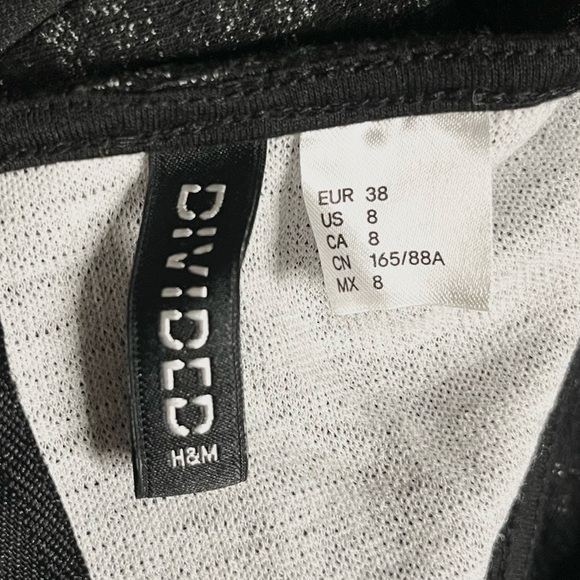 DIVIDED
H&M
EUR 38
US 8
CA 8
CN 165/88A
MX 8